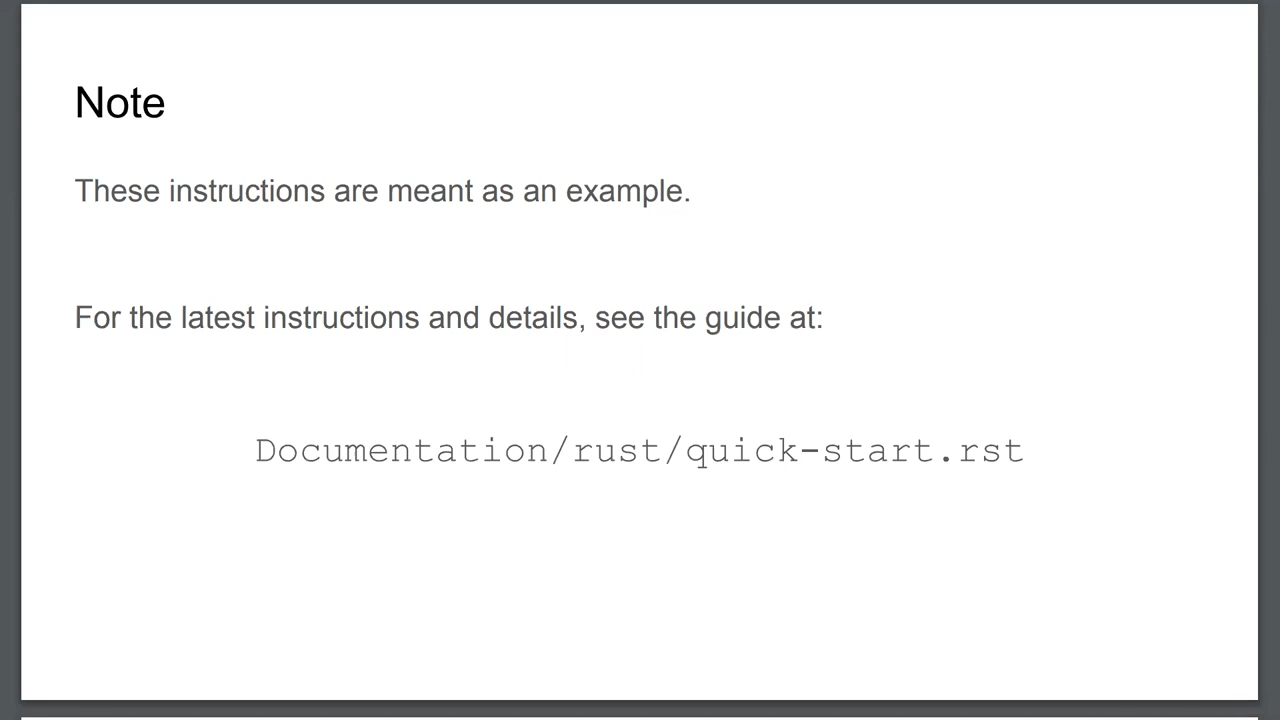 Note
These instructions are meant as an example.
For the latest instructions and details, see the guide at:
Documentation/rust/quick-start.rst